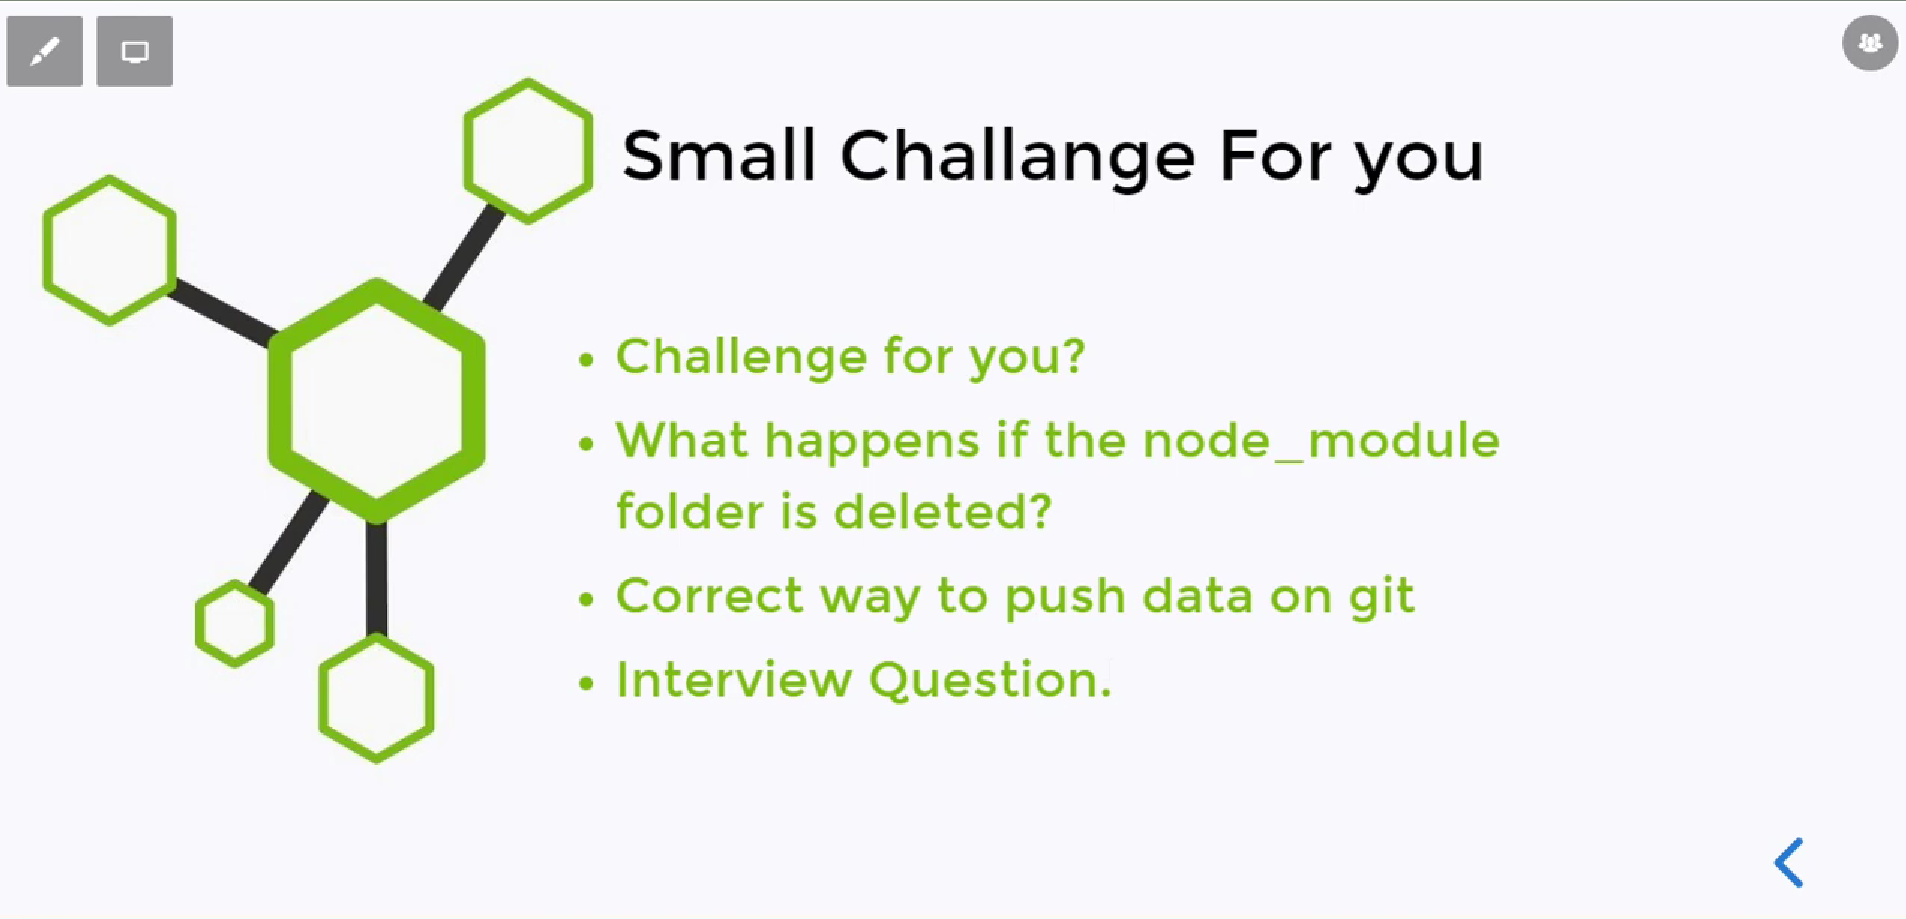 Small Challange For you
• Challenge for you?
• What happens if the node_module
folder is deleted?
• Correct way to push data on git
• Interview Question.